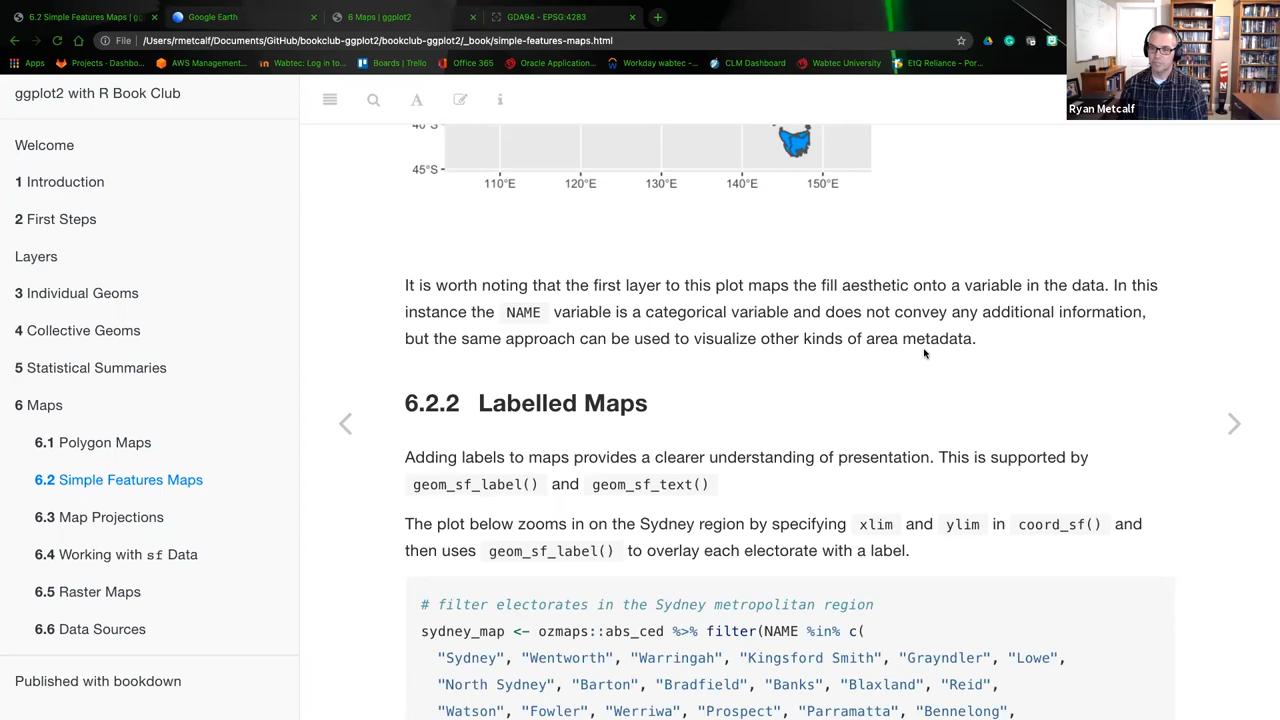 6.2 Simple Features Maps | gg
Google Earth
6 Maps | ggplot2
GDA94 - EPSG:4283
File | /Users/rmetcalf/Documents/GitHub/bookclub-ggplot2/bookclub-ggplot2/_book/simple-features-maps.html
Apps
Projects - Dashbo...
AWS Management...
Wabtec: Log in to...
Boards | Trello
Office 365
Oracle Application...
Workday wabtec -...
CLM Dashboard
Wabtec University
EtQ Reliance - Por...
Ryan Metcalf
ggplot2 with R Book Club
Welcome
1 Introduction
2 First Steps
Layers
3 Individual Geoms
4 Collective Geoms
5 Statistical Summaries
6 Maps
6.1 Polygon Maps
6.2 Simple Features Maps
6.3 Map Projections
6.4 Working with sf Data
6.5 Raster Maps
6.6 Data Sources
Published with bookdown
40°S
45°S
110°E 120°E 130°E 140°E 150°E
It is worth noting that the first layer to this plot maps the fill aesthetic onto a variable in the data. In this
instance the NAME variable is a categorical variable and does not convey any additional information,
but the same approach can be used to visualize other kinds of area metadata.
6.2.2 Labelled Maps
Adding labels to maps provides a clearer understanding of presentation. This is supported by
geom_sf_label() and geom_sf_text()
The plot below zooms in on the Sydney region by specifying xlim and ylim in coord_sf() and
then uses geom_sf_label() to overlay each electorate with a label.
# filter electorates in the Sydney metropolitan region
sydney_map <- ozmaps::abs_ced %>% filter(NAME %in% c(
"Sydney", "Wentworth", "Warringah", "Kingsford Smith", "Grayndler", "Lowe",
"North Sydney", "Barton", "Bradfield", "Banks", "Blaxland", "Reid",
"Watson", "Fowler", "Werriwa", "Prospect", "Parramatta", "Bennelong",